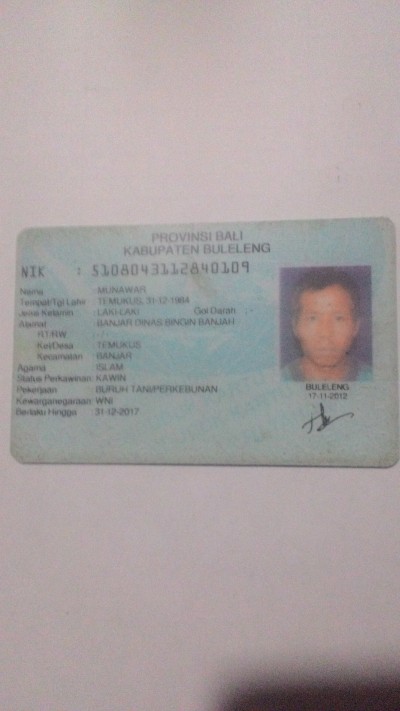 PROVINSI BALI
KABUPATEN BULELENG
NIK : 5108043112840109
Nama : MUNAWAR
Tempat/Tgl Lahir : TEMUKUS, 31-12-1984
Jenis Kelamin : LAKI-LAKI Gol Darah : -
Alamat : BANJAR DINAS BINGIN BANJAH
RT/RW : - / -
Kel/Desa : TEMUKUS
Kecamatan : BANJAR
Agama : ISLAM
Status Perkawinan : KAWIN
Pekerjaan : BURUH TANI/PERKEBUNAN
Kewarganegaraan : WNI
Berlaku Hingga : 31-12-2017
BULELENG
17-11-2012